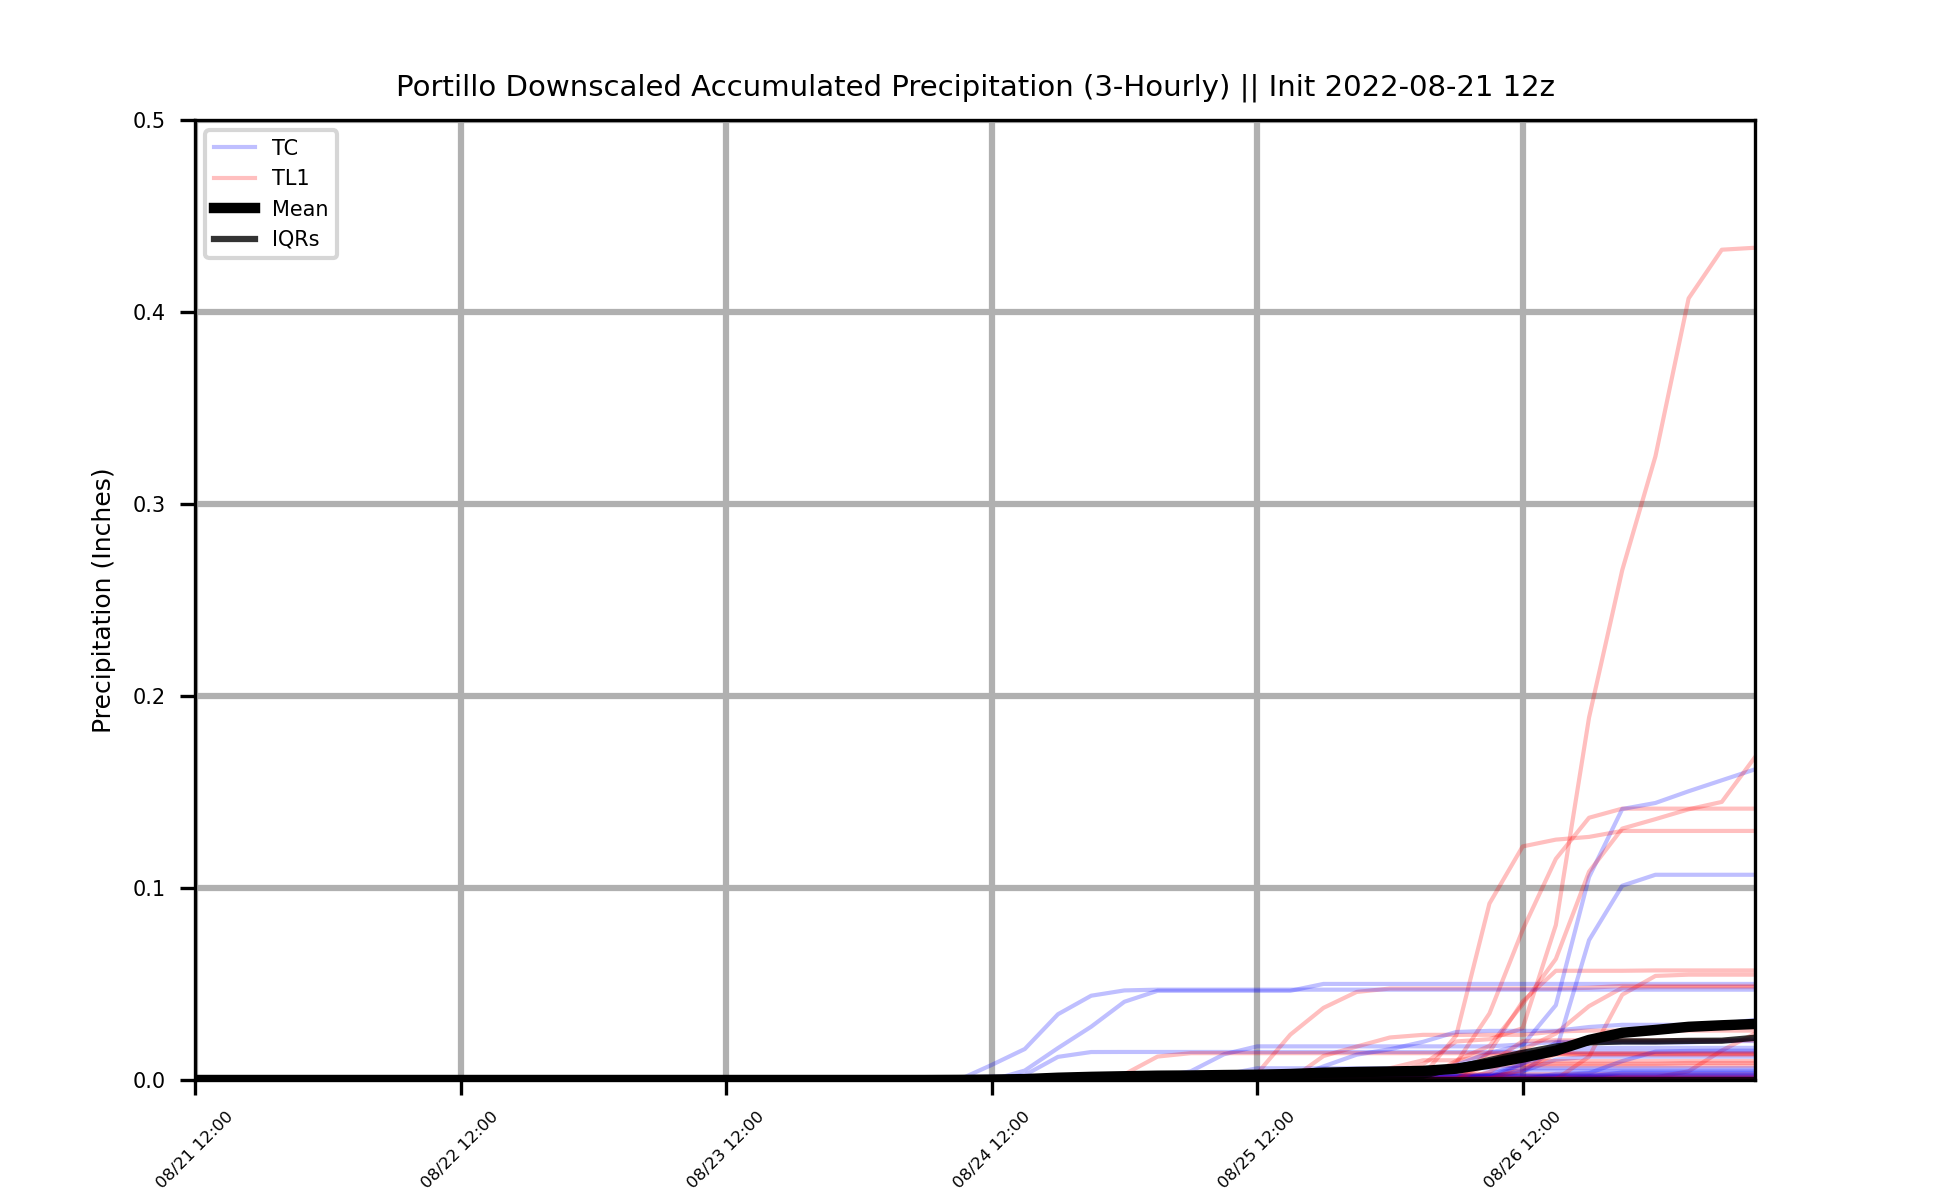 Portillo Downscaled Accumulated Precipitation (3-Hourly) || Init 2022-08-21 12z
TC
TL1
Mean
IQRs
Precipitation (Inches)
0.5
0.4
0.3
0.2
0.1
0.0
08/21 12:00
08/22 12:00
08/23 12:00
08/24 12:00
08/25 12:00
08/26 12:00